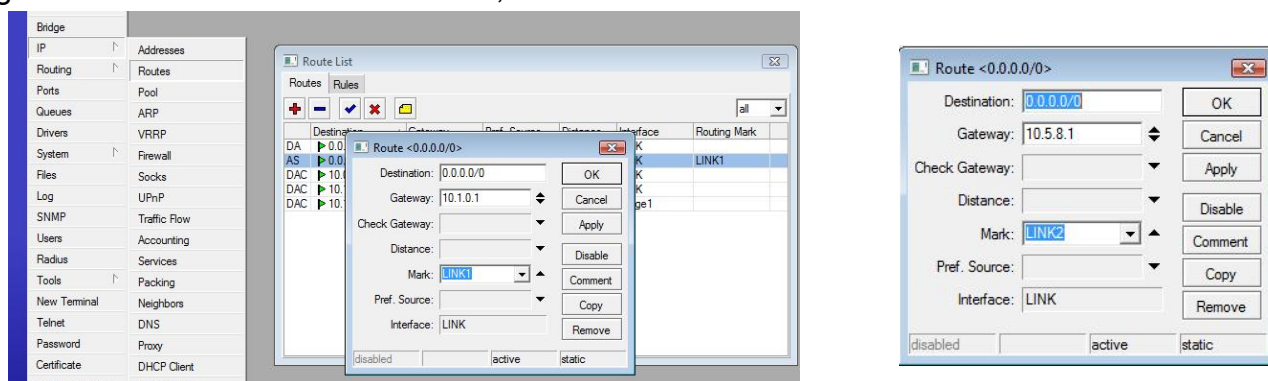 Bridge
IP
Routing
Ports
Queues
Drivers
System
Files
Log
SNMP
Users
Radius
Tools
New Terminal
Telnet
Password
Certificate
Addresses
Routes
Pool
ARP
VRRP
Firewall
Socks
UPnP
Traffic Flow
Accounting
Services
Packing
Neighbors
DNS
Proxy
DHCP Client
Route List
Routes Rules
all
Routing Mark
DA
AS LINK1
DAC
DAC
DAC
Route <0.0.0.0/0>
Destination: 0.0.0.0/0 OK
Gateway: 10.1.0.1 Cancel
Check Gateway: Apply
Distance: Disable
Mark: LINK1 Comment
Pref. Source: Copy
Interface: LINK Remove
disabled active static
Route <0.0.0.0/0>
Destination: 0.0.0.0/0 OK
Gateway: 10.5.8.1 Cancel
Check Gateway: Apply
Distance: Disable
Mark: LINK2 Comment
Pref. Source: Copy
Interface: LINK Remove
disabled active static